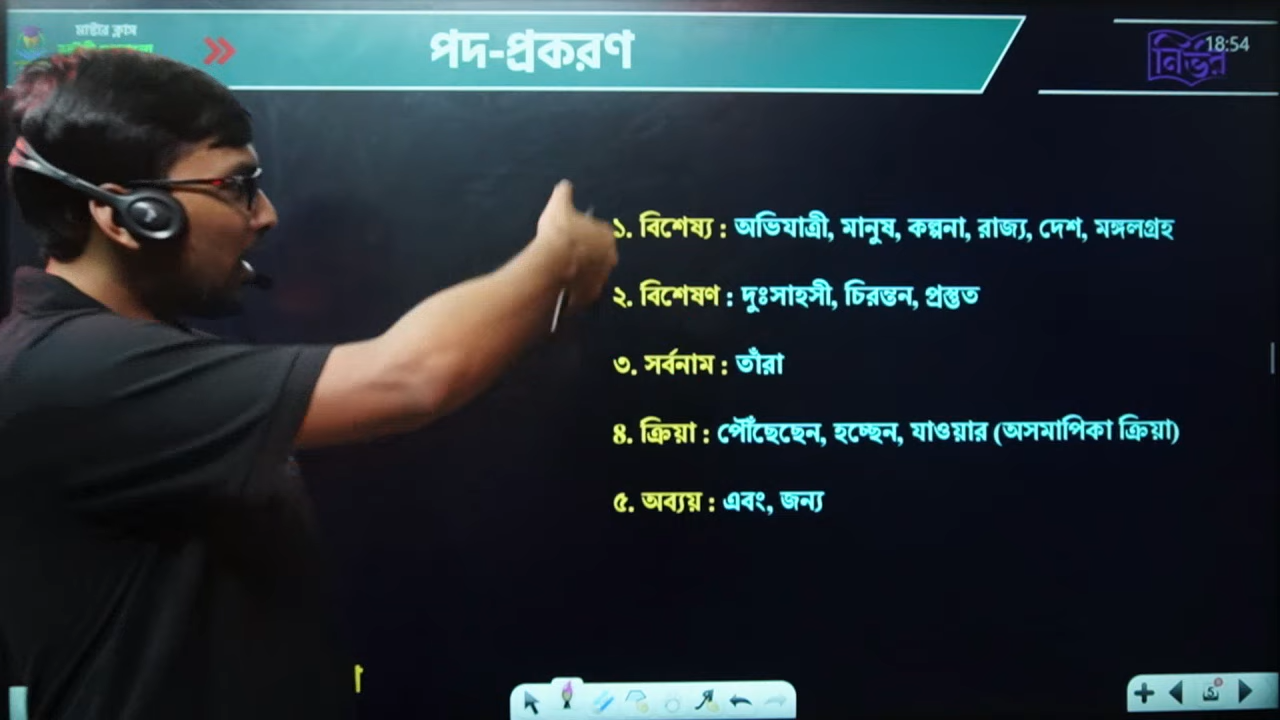 মাস্টার ক্লাস
পদ-প্রকরণ
নির্ভর
18:54
১. বিশেষ্য : অভিযাত্রী, মানুষ, কল্পনা, রাজ্য, দেশ, মঙ্গলগ্রহ
২. বিশেষণ : দুঃসাহসী, চিরন্তন, প্রস্তুত
৩. সর্বনাম : তাঁরা
৪. ক্রিয়া : পৌঁছেছেন, হচ্ছেন, যাওয়ার (অসমাপিকা ক্রিয়া)
৫. অব্যয় : এবং, জন্য